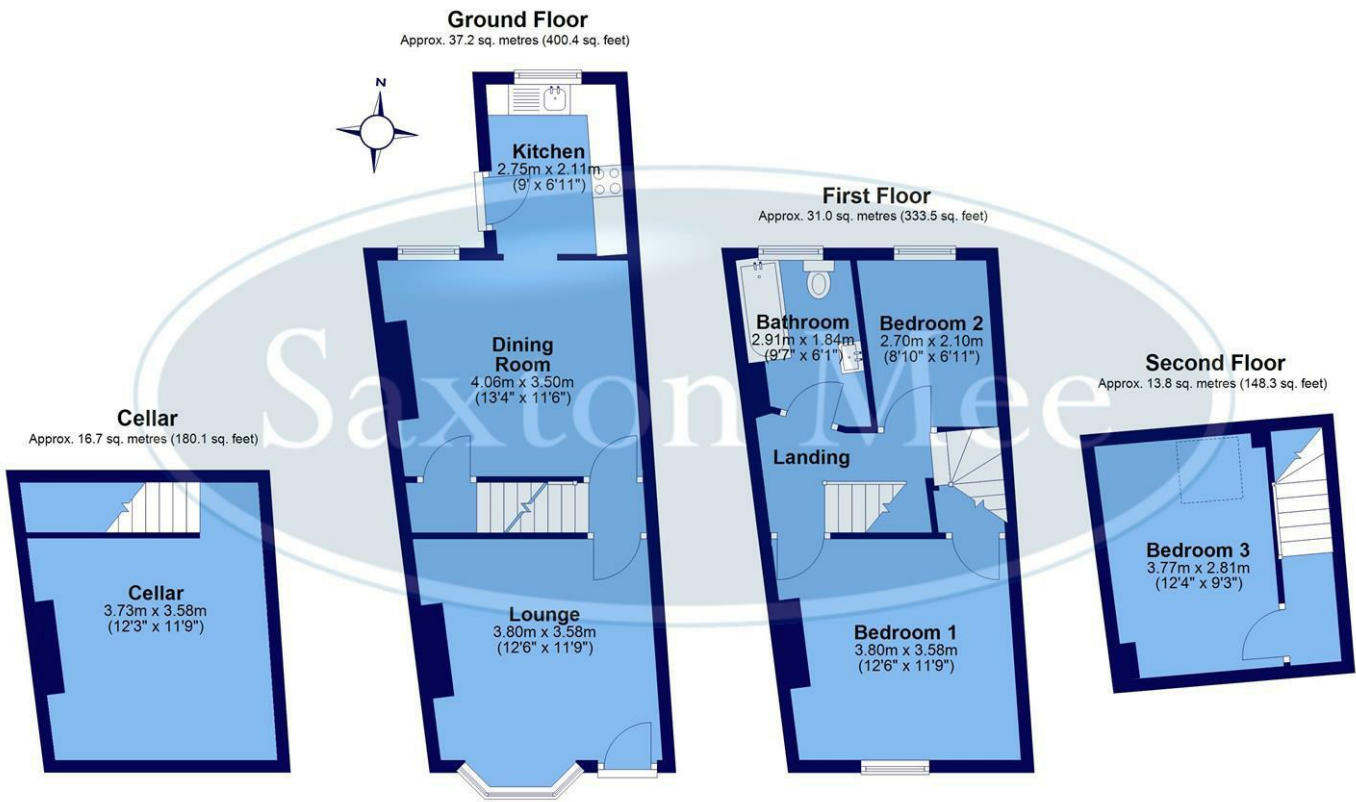 Ground Floor
Approx. 37.2 sq. metres (400.4 sq. feet)
N
Kitchen
2.75m x 2.11m
(9' x 6'11")
Dining
Room
4.06m x 3.50m
(13'4" x 11'6")
Lounge
3.80m x 3.58m
(12'6" x 11'9")
First Floor
Approx. 31.0 sq. metres (333.5 sq. feet)
Bathroom
2.91m x 1.84m
(9'7" x 6'1")
Bedroom 2
2.70m x 2.10m
(8'10" x 6'11")
Landing
Bedroom 1
3.80m x 3.58m
(12'6" x 11'9")
Second Floor
Approx. 13.8 sq. metres (148.3 sq. feet)
Bedroom 3
3.77m x 2.81m
(12'4" x 9'3")
Cellar
Approx. 16.7 sq. metres (180.1 sq. feet)
Cellar
3.73m x 3.58m
(12'3" x 11'9")
Saxton Mee